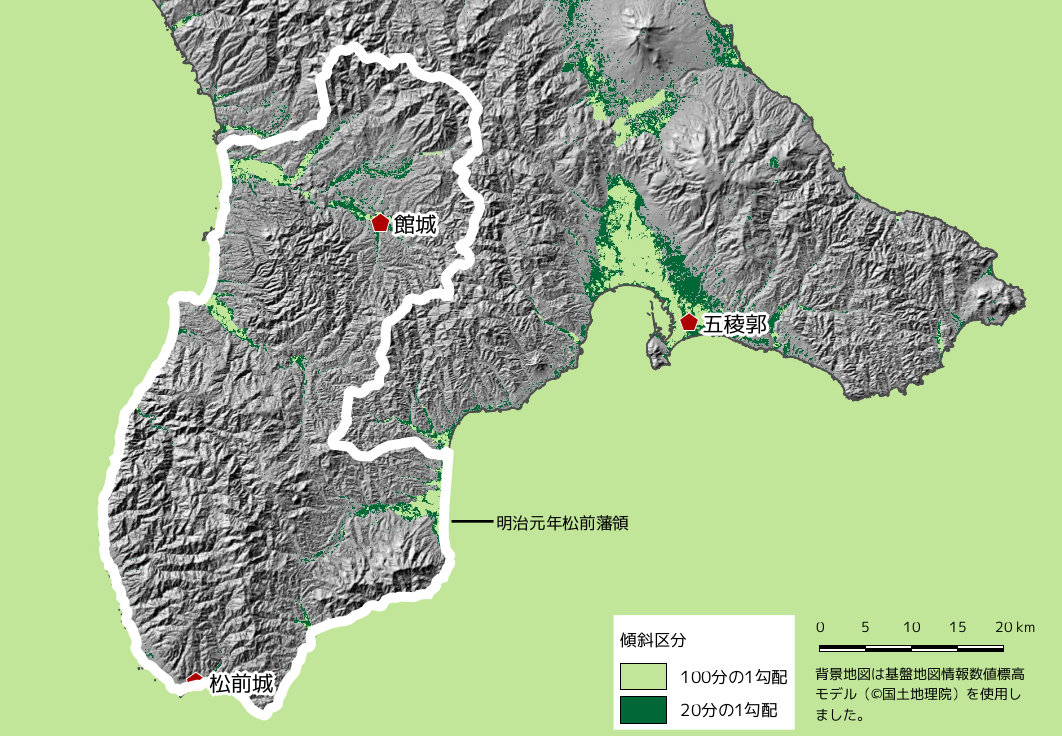 館城
五稜郭
明治元年松前藩領
松前城
傾斜区分
100分の1勾配
20分の1勾配
0 5 10 15 20 km
背景地図は基盤地図情報数値標高
モデル（©国土地理院）を使用し
ました。